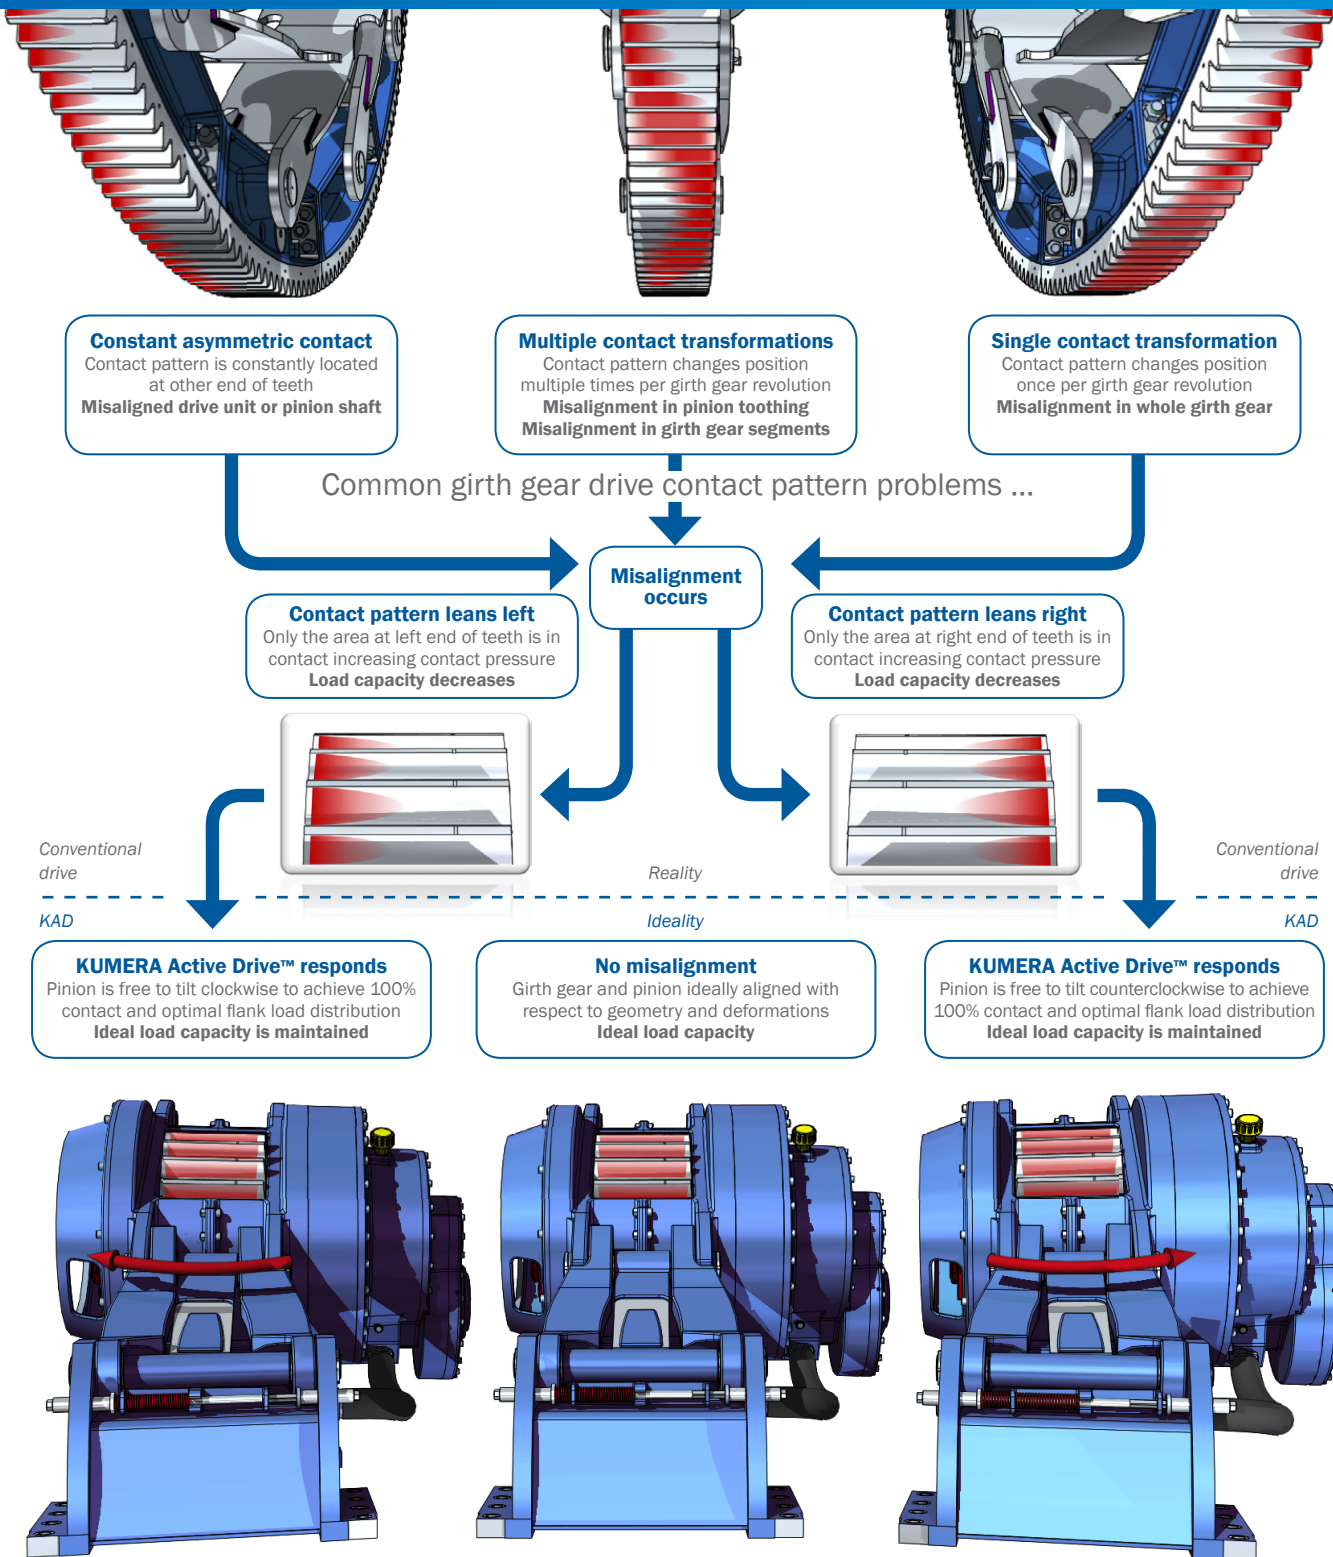 Constant asymmetric contact
Contact pattern is constantly located
at other end of teeth
Misaligned drive unit or pinion shaft
Multiple contact transformations
Contact pattern changes position
multiple times per girth gear revolution
Misalignment in pinion toothing
Misalignment in girth gear segments
Single contact transformation
Contact pattern changes position
once per girth gear revolution
Misalignment in whole girth gear
Common girth gear drive contact pattern problems ...
Misalignment
occurs
Contact pattern leans left
Only the area at left end of teeth is in
contact increasing contact pressure
Load capacity decreases
Contact pattern leans right
Only the area at right end of teeth is in
contact increasing contact pressure
Load capacity decreases
Conventional
drive
Reality
Conventional
drive
KAD
Ideality
KAD
KUMERA Active Drive™ responds
Pinion is free to tilt clockwise to achieve 100%
contact and optimal flank load distribution
Ideal load capacity is maintained
No misalignment
Girth gear and pinion ideally aligned with
respect to geometry and deformations
Ideal load capacity
KUMERA Active Drive™ responds
Pinion is free to tilt counterclockwise to achieve
100% contact and optimal flank load distribution
Ideal load capacity is maintained